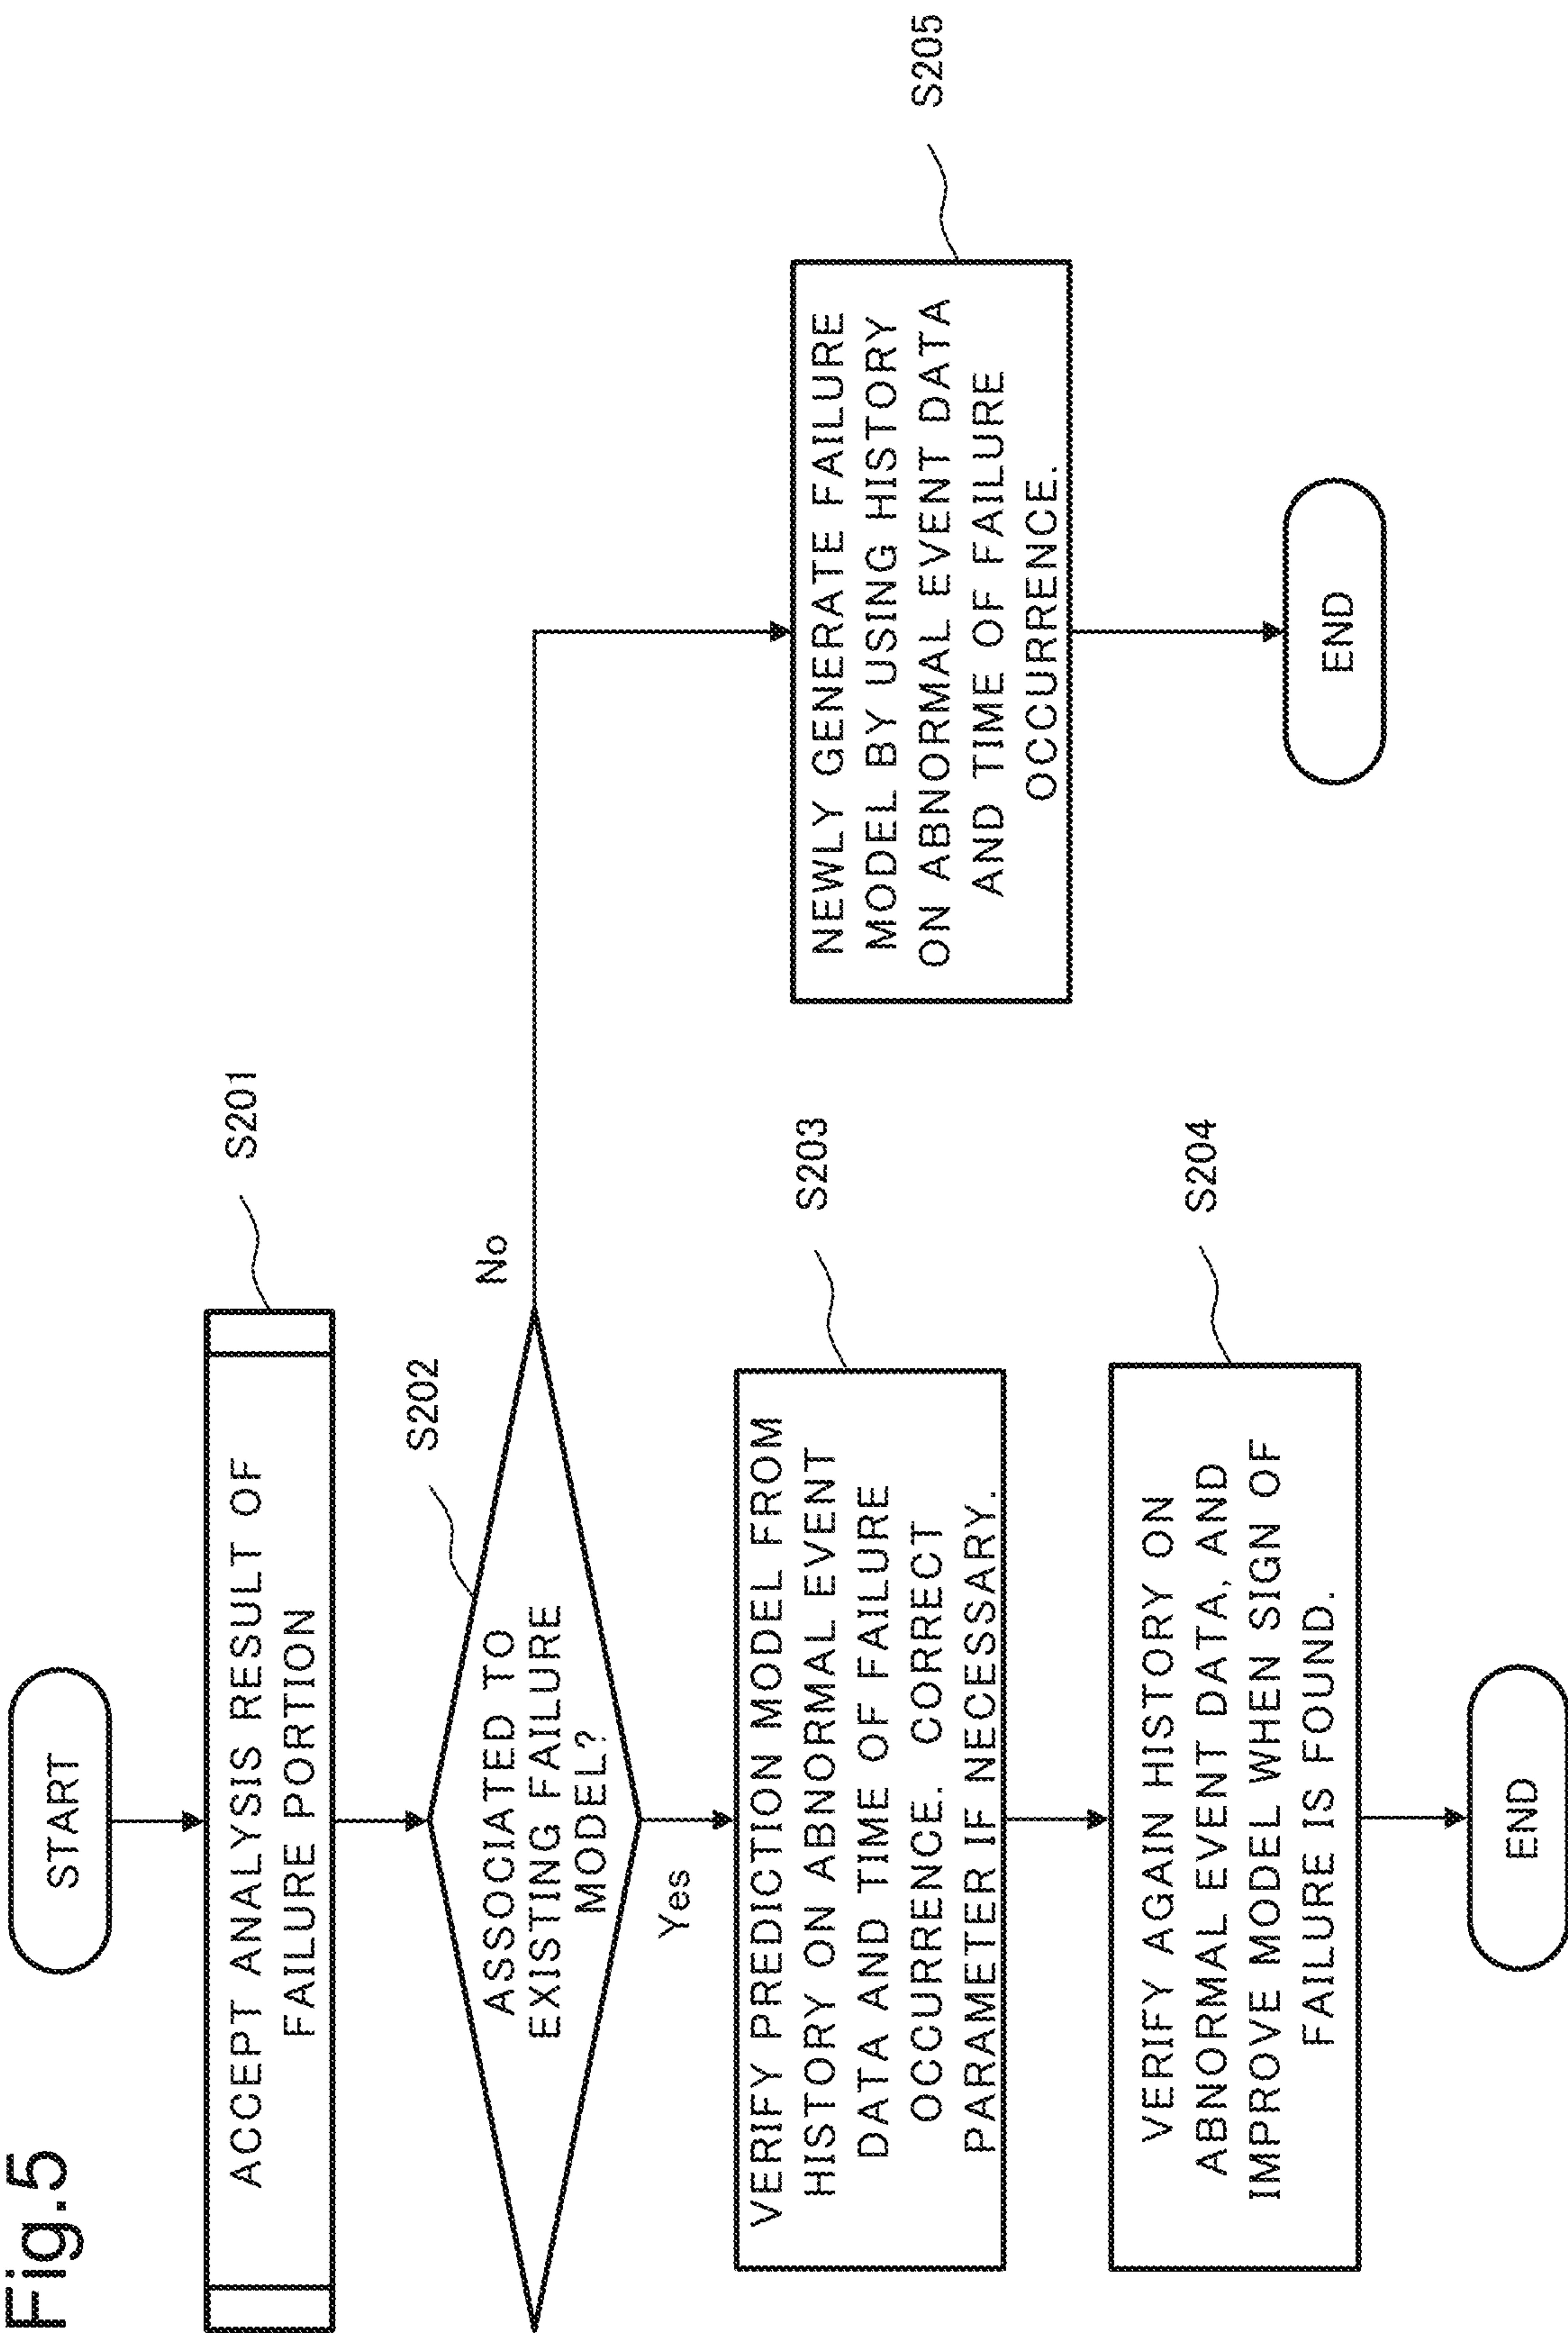 Fig.5
START
ACCEPT ANALYSIS RESULT OF
FAILURE PORTION
S201
ASSOCIATED TO
EXISTING FAILURE
MODEL?
S202
No
Yes
VERIFY PREDICTION MODEL FROM
HISTORY ON ABNORMAL EVENT
DATA AND TIME OF FAILURE
OCCURRENCE. CORRECT
PARAMETER IF NECESSARY.
S203
VERIFY AGAIN HISTORY ON
ABNORMAL EVENT DATA, AND
IMPROVE MODEL WHEN SIGN OF
FAILURE IS FOUND.
S204
END
NEWLY GENERATE FAILURE
MODEL BY USING HISTORY
ON ABNORMAL EVENT DATA
AND TIME OF FAILURE
OCCURRENCE.
S205
END